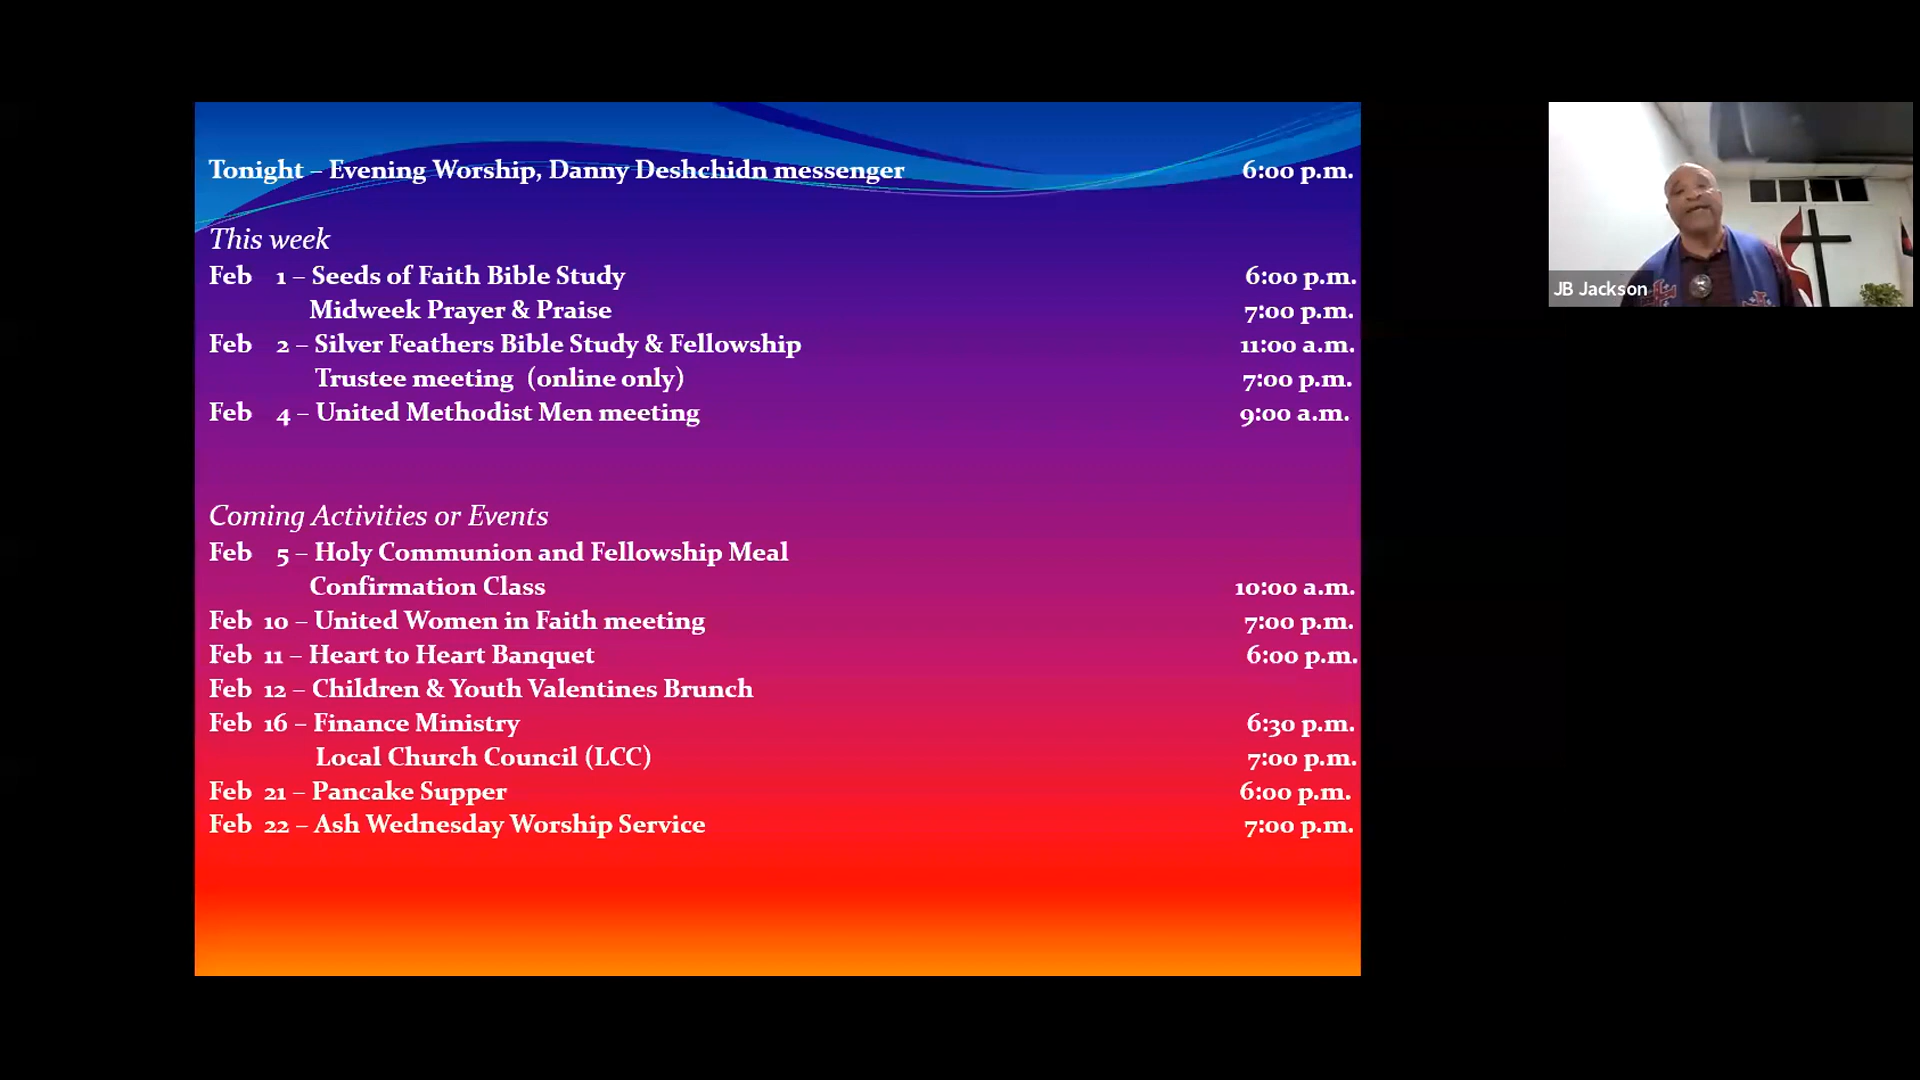 Tonight – Evening Worship, Danny Deshchidn messenger 6:00 p.m.
This week
Feb 1 – Seeds of Faith Bible Study 6:00 p.m.
Midweek Prayer & Praise 7:00 p.m.
Feb 2 – Silver Feathers Bible Study & Fellowship 11:00 a.m.
Trustee meeting (online only) 7:00 p.m.
Feb 4 – United Methodist Men meeting 9:00 a.m.
Coming Activities or Events
Feb 5 – Holy Communion and Fellowship Meal
Confirmation Class 10:00 a.m.
Feb 10 – United Women in Faith meeting 7:00 p.m.
Feb 11 – Heart to Heart Banquet 6:00 p.m.
Feb 12 – Children & Youth Valentines Brunch
Feb 16 – Finance Ministry 6:30 p.m.
Local Church Council (LCC) 7:00 p.m.
Feb 21 – Pancake Supper 6:00 p.m.
Feb 22 – Ash Wednesday Worship Service 7:00 p.m.
JB Jackson